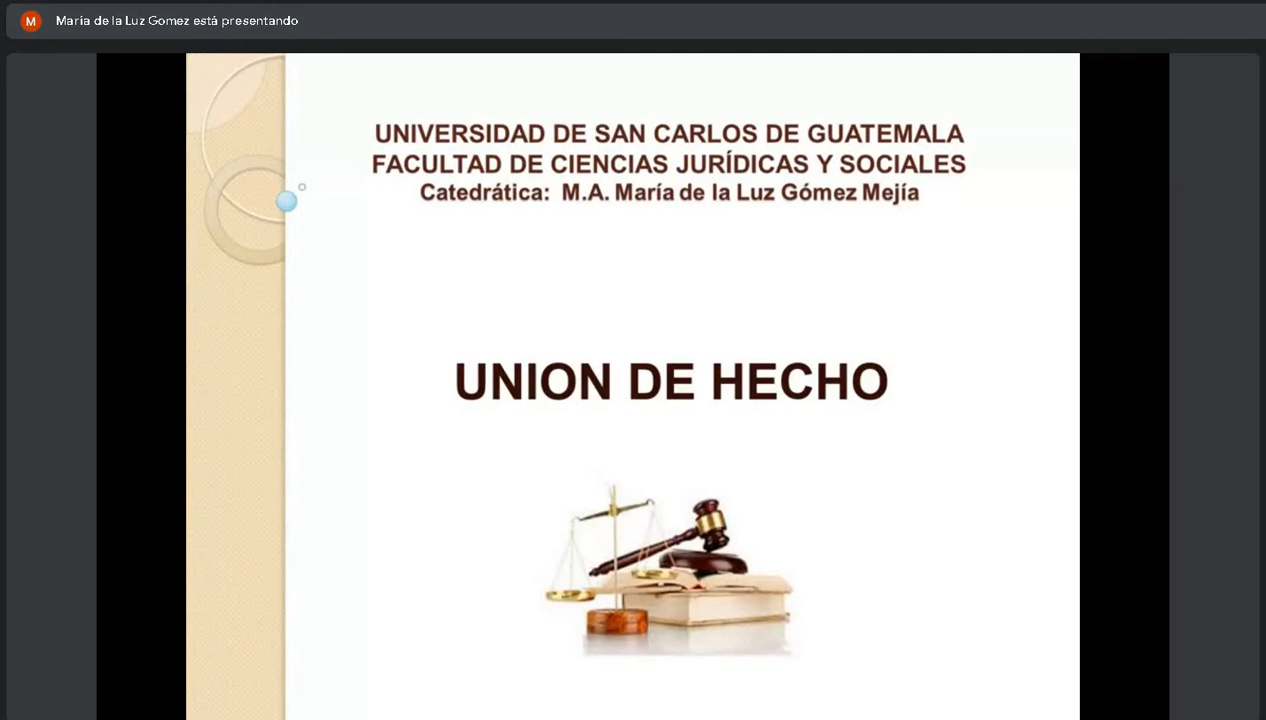 M
María de la Luz Gomez está presentando
UNIVERSIDAD DE SAN CARLOS DE GUATEMALA
FACULTAD DE CIENCIAS JURÍDICAS Y SOCIALES
Catedrática: M.A. María de la Luz Gómez Mejía
UNION DE HECHO